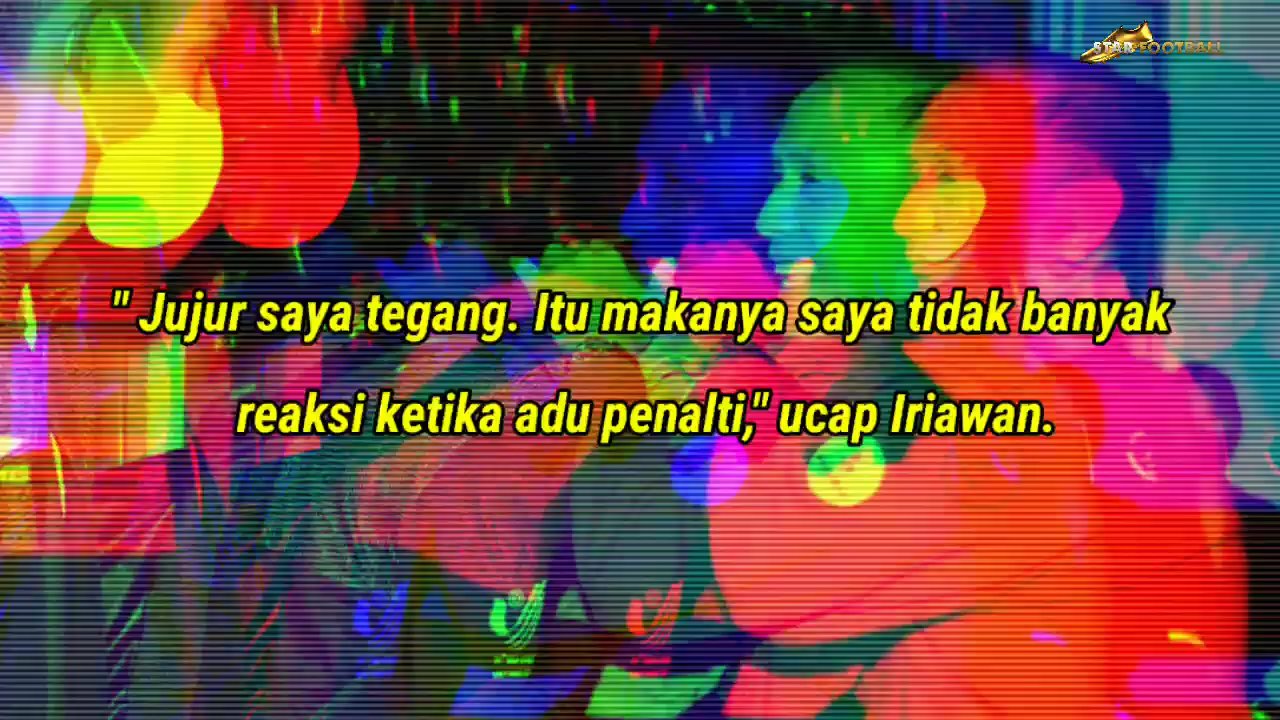 STAR FOOTBALL
" Jujur saya tegang. Itu makanya saya tidak banyak
reaksi ketika adu penalti," ucap Iriawan.